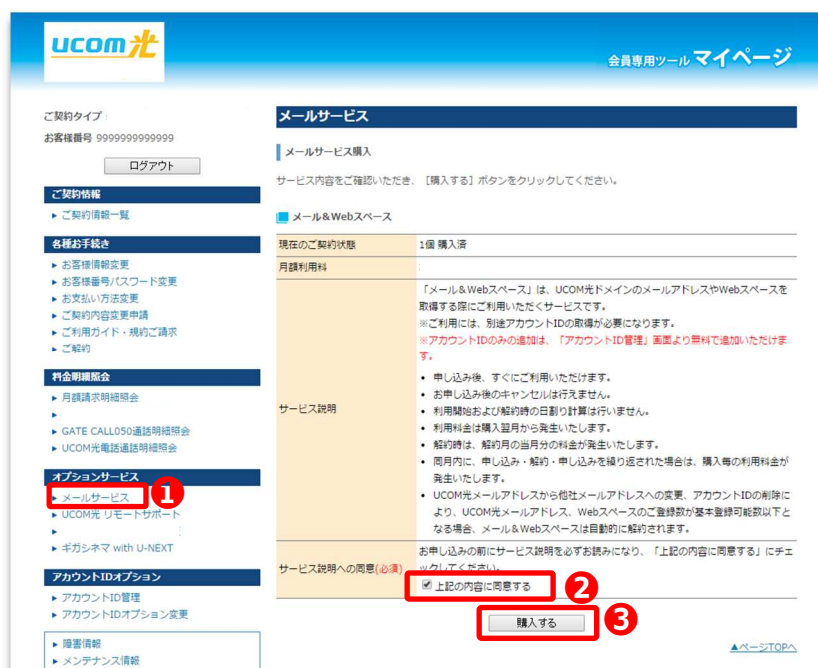 ucom光
会員専用ツール マイページ
ご契約タイプ
お客様番号 9999999999999
ログアウト
ご契約情報
ご契約情報一覧
各種お手続き
お客様情報変更
お客様番号パスワード変更
お支払い方法変更
ご契約内容変更申請
ご利用ガイド・規約ご請求
ご解約
料金明細照会
月額請求明細照会
GATE CALL050通話明細照会
UCOM光電話通話明細照会
オプションサービス
メールサービス
1
UCOM光 リモートサポート
ギガシネマ with U-NEXT
アカウントIDオプション
アカウントID管理
アカウントIDオプション変更
障害情報
メンテナンス情報
メールサービス
メールサービス購入
サービス内容をご確認いただき、［購入する］ボタンをクリックしてください。
メール&Webスペース
現在のご契約状態 1個 購入済
月額利用料
サービス説明
「メール&Webスペース」は、UCOM光ドメインのメールアドレスやWebスペースを
取得する際にご利用いただくサービスです。
※ご利用には、別途アカウントIDの取得が必要になります。
※アカウントIDのみの追加は、「アカウントID管理」画面より無料で追加いただけま
す。
• 申し込み後、すぐにご利用いただけます。
• お申し込み後のキャンセルは行えません。
• 利用開始および解約時の日割り計算は行いません。
• 利用料金は購入翌月から発生いたします。
• 解約時は、解約月の当月分の料金が発生いたします。
• 同月内に、申し込み・解約・申し込みを繰り返された場合は、購入毎の利用料金が
発生いたします。
• UCOM光メールアドレスから他社メールアドレスへの変更、アカウントIDの削除に
より、UCOM光メールアドレス、Webスペースのご登録数が基本登録可能数以下と
なる場合、メール&Webスペースは自動的に解約されます。
サービス説明への同意(必須)
お申し込みの前にサービス説明を必ずお読みになり、「上記の内容に同意する」にチェ
ックしてください。
上記の内容に同意する
2
購入する
3
▲ページTOPへ